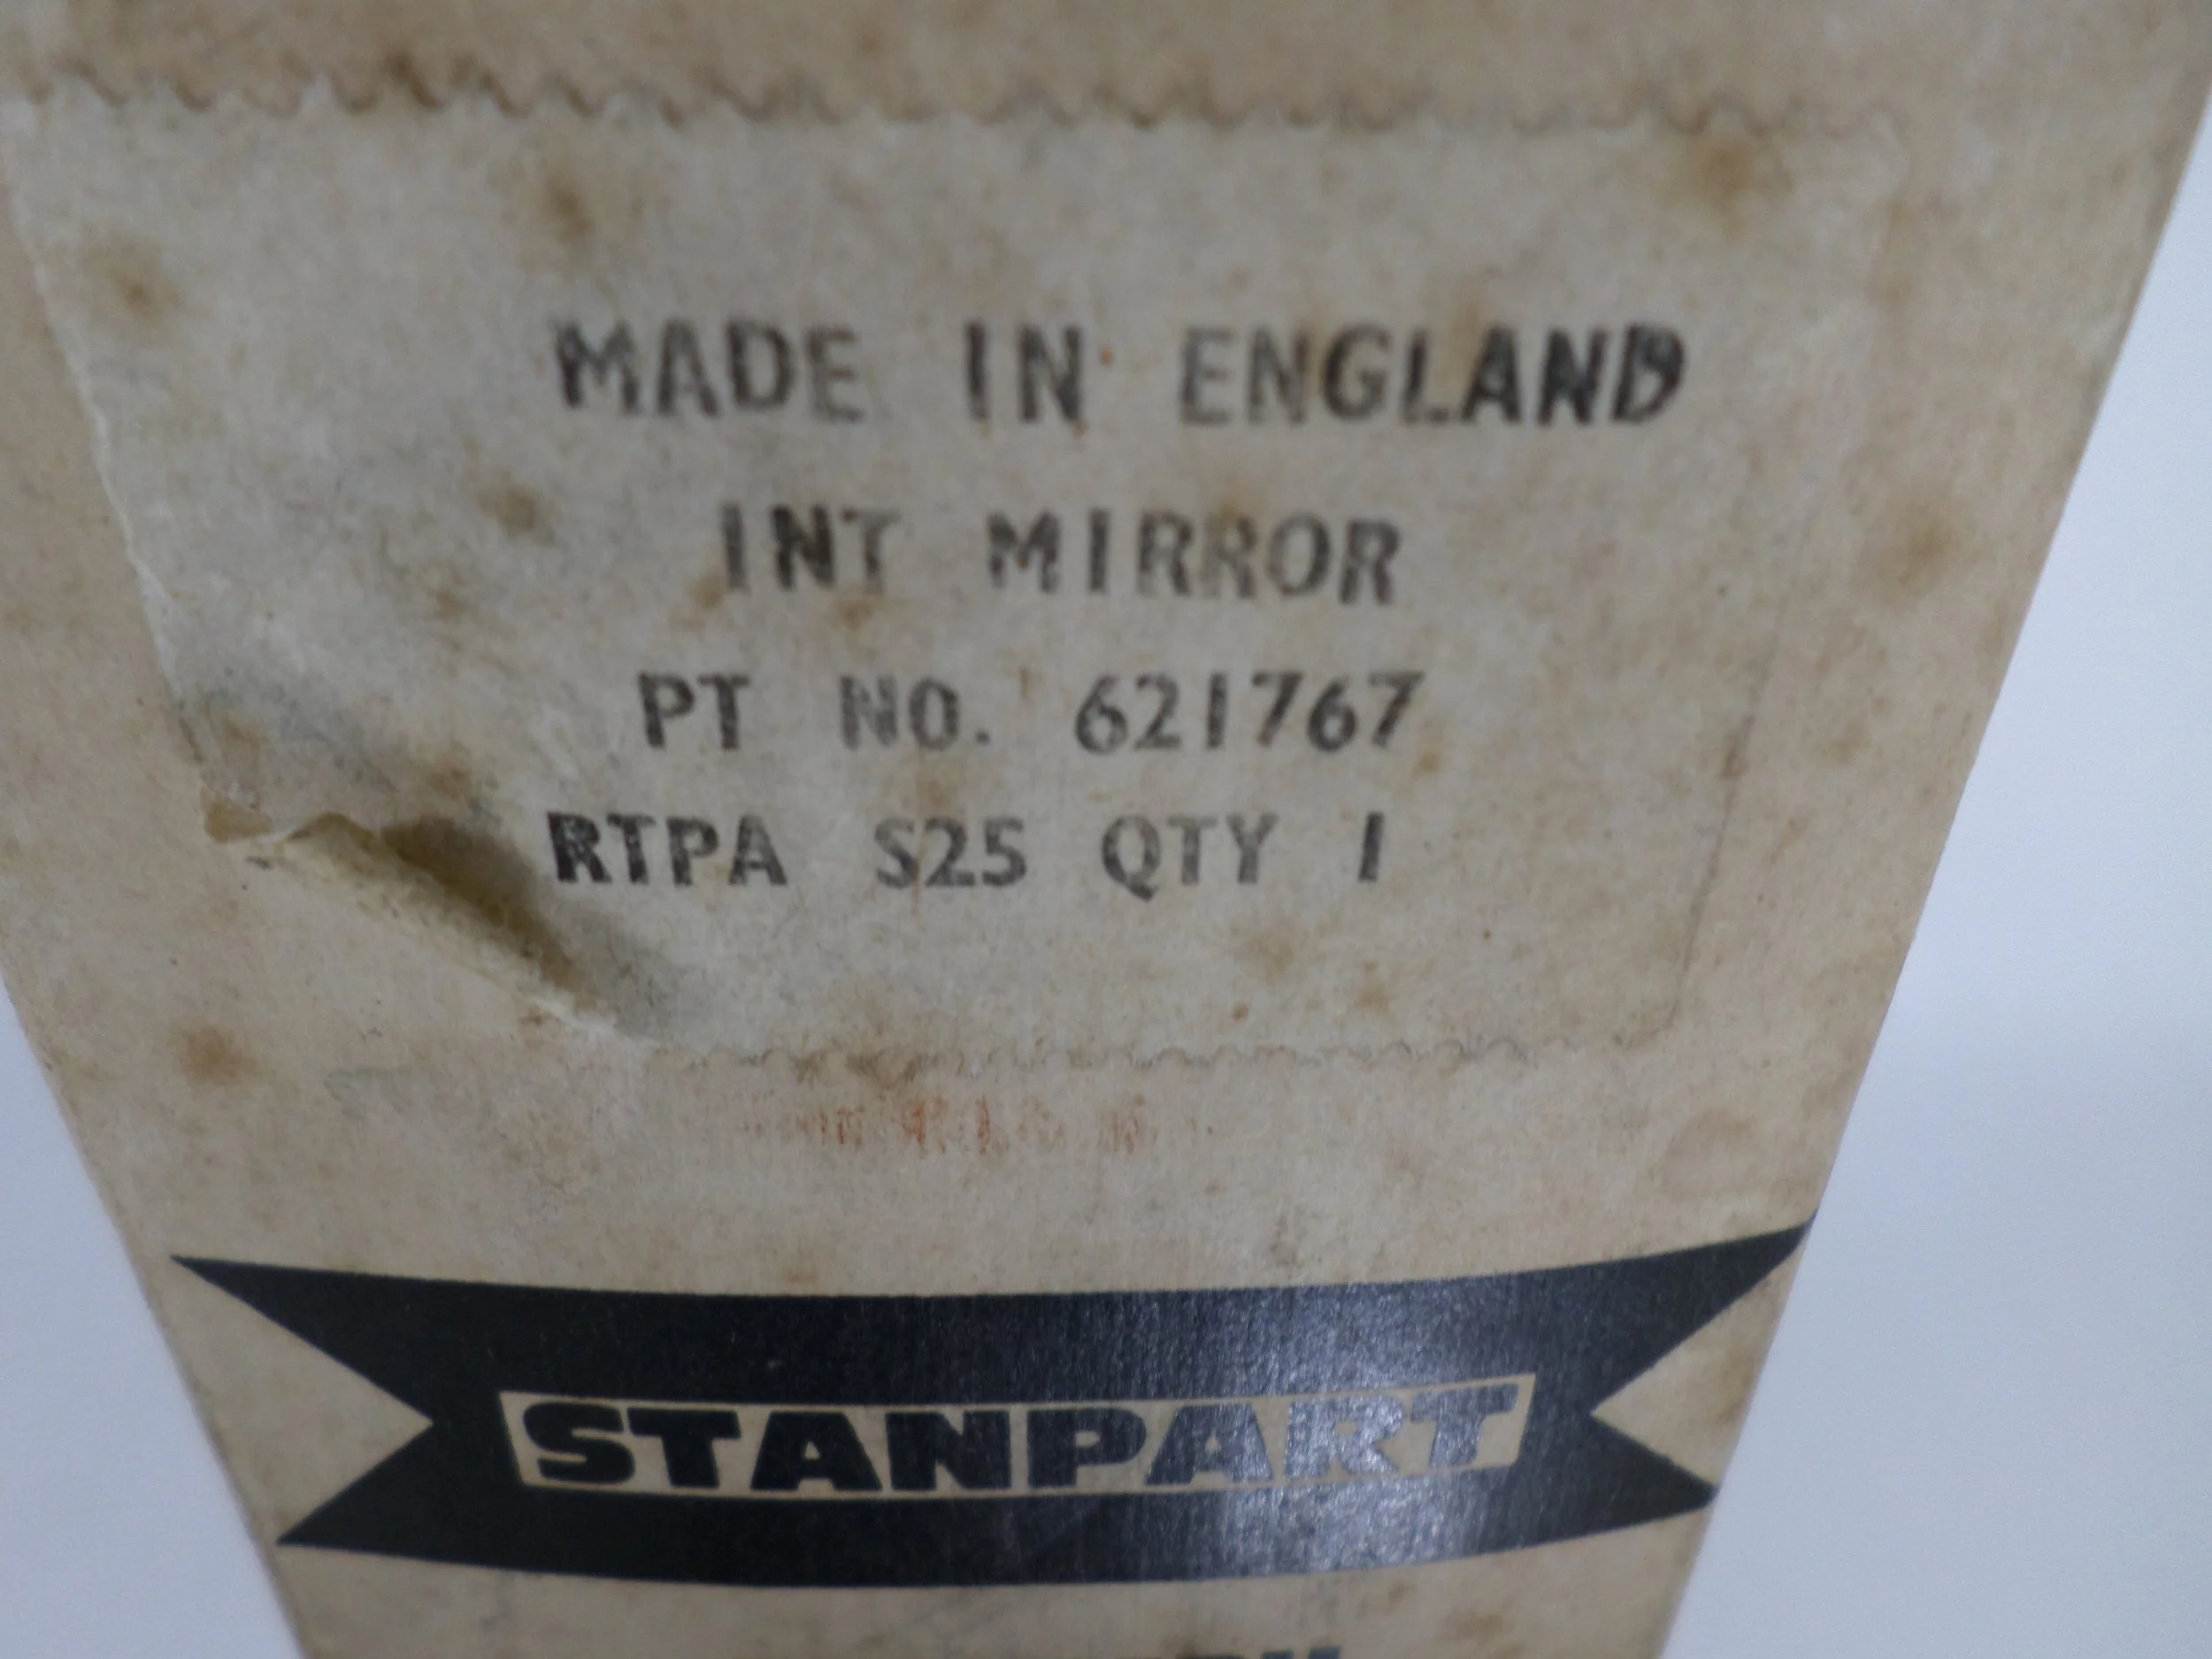 MADE IN ENGLAND
INT MIRROR
PT NO. 621767
RTPA S25 QTY 1
STANPART